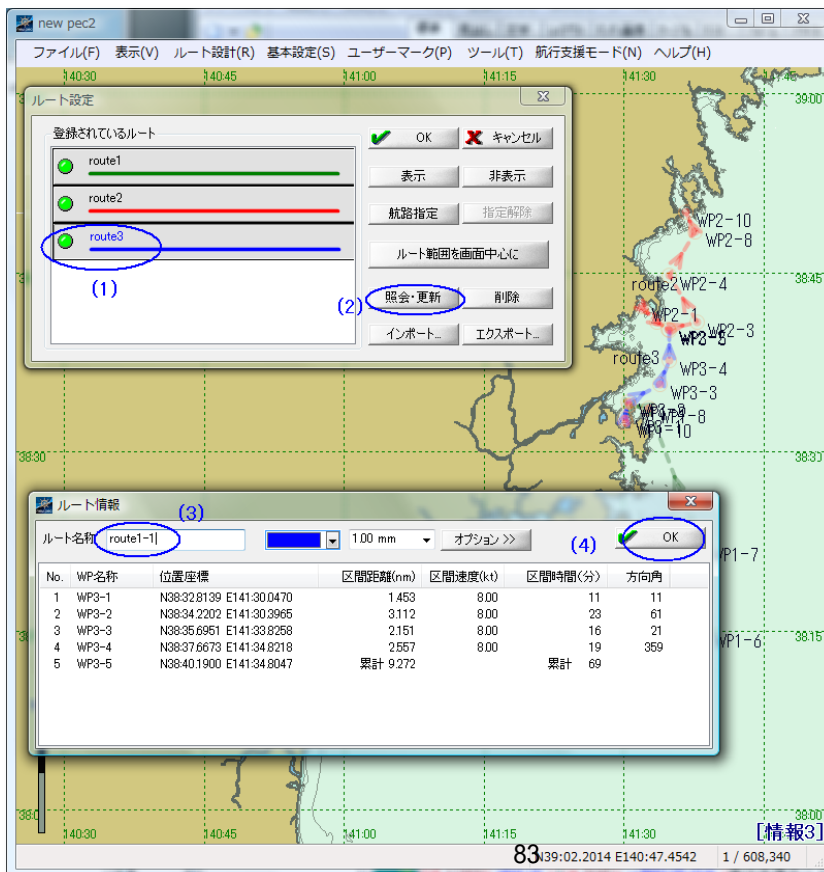 new pec2
ファイル(F) 表示(V) ルート設計(R) 基本設定(S) ユーザーマーク(P) ツール(T) 航行支援モード(N) ヘルプ(H)
140:30 140:45 141:00 141:15 141:30 141:45
39:00
ルート設定
登録されているルート
route1
route2
route3
(1)
OK キャンセル
表示 非表示
航路指定 指定解除
ルート範囲を画面中心に
(2) 照会・更新 削除
インポート... エクスポート...
WP2-10
WP2-8
38:45
route2 WP2-4
WP2-1
WP2-3
WP3-5
route3
WP3-4
WP3-3
WP3-2
WP1-8
WP3-1
10
38:30 38:30
ルート情報
(3)
ルート名称 route1-1 1.00 mm オプション >> (4) OK
No. WP名称 位置座標 区間距離(nm) 区間速度(kt) 区間時間(分) 方向角
1 WP3-1 N38:32.8139 E141:30.0470 1.453 8.00 11 11
2 WP3-2 N38:34.2202 E141:30.3965 3.112 8.00 23 61
3 WP3-3 N38:35.6951 E141:33.8258 2.151 8.00 16 21
4 WP3-4 N38:37.6673 E141:34.8218 2.557 8.00 19 359
5 WP3-5 N38:40.1900 E141:34.8047 累計 9.272 累計 69
WP1-7
38:15
WP1-6
38:00
140:30 140:45 141:00 141:15 141:30
[情報3]
83
N39:02.2014 E140:47.4542 1 / 608,340